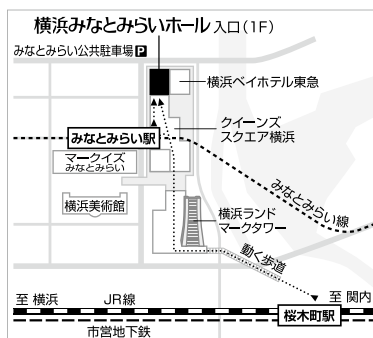 横浜みなとみらいホール 入口(1F)
みなとみらい公共駐車場 P
横浜ベイホテル東急
クイーンズ
スクエア横浜
みなとみらい駅
マークイズ
みなとみらい
みなとみらい線
横浜美術館
横浜ランド
マークタワー
動く歩道
至 横浜
JR線
至 関内
桜木町駅
市営地下鉄